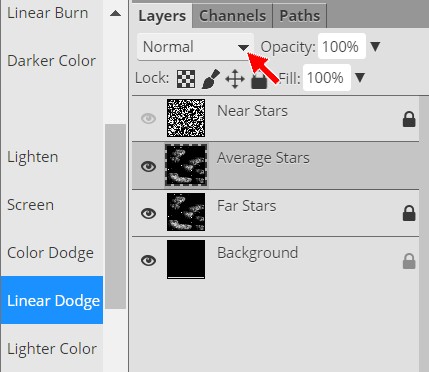 Linear Burn
Darker Color
Lighten
Screen
Color Dodge
Linear Dodge
Lighter Color
Layers Channels Paths
Normal Opacity: 100%
Lock: Fill: 100%
Near Stars
Average Stars
Far Stars
Background